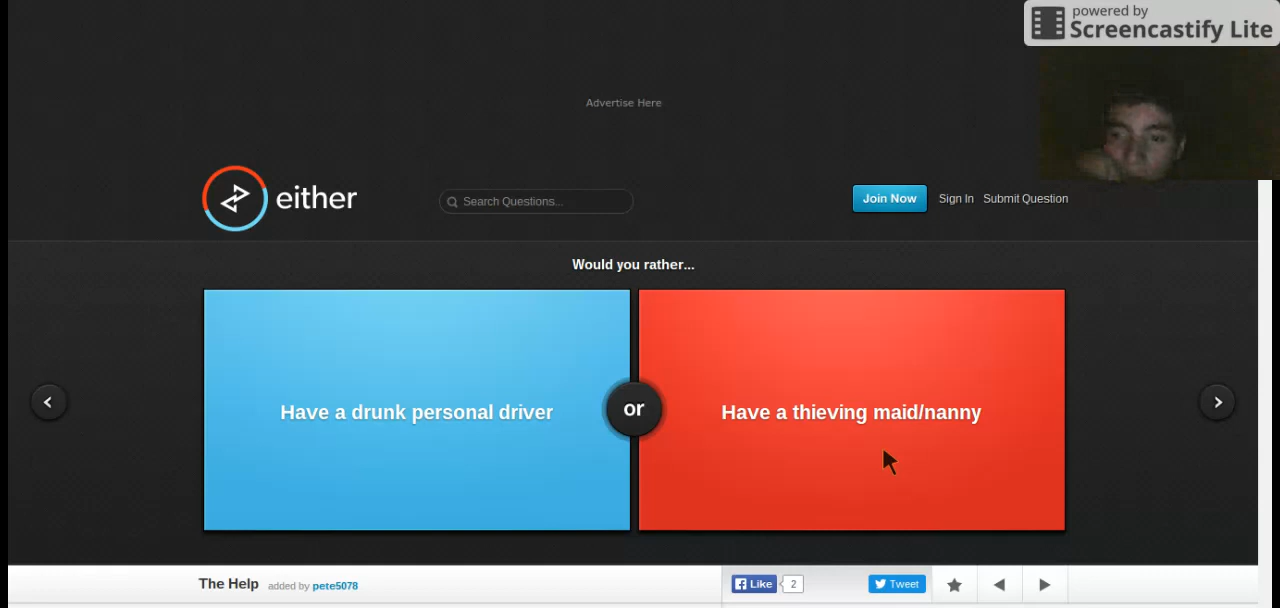 powered by
Screencastify Lite
Advertise Here
either
Search Questions...
Join Now
Sign In
Submit Question
Would you rather...
Have a drunk personal driver
or
Have a thieving maid/nanny
The Help added by pete5078
Like
2
Tweet